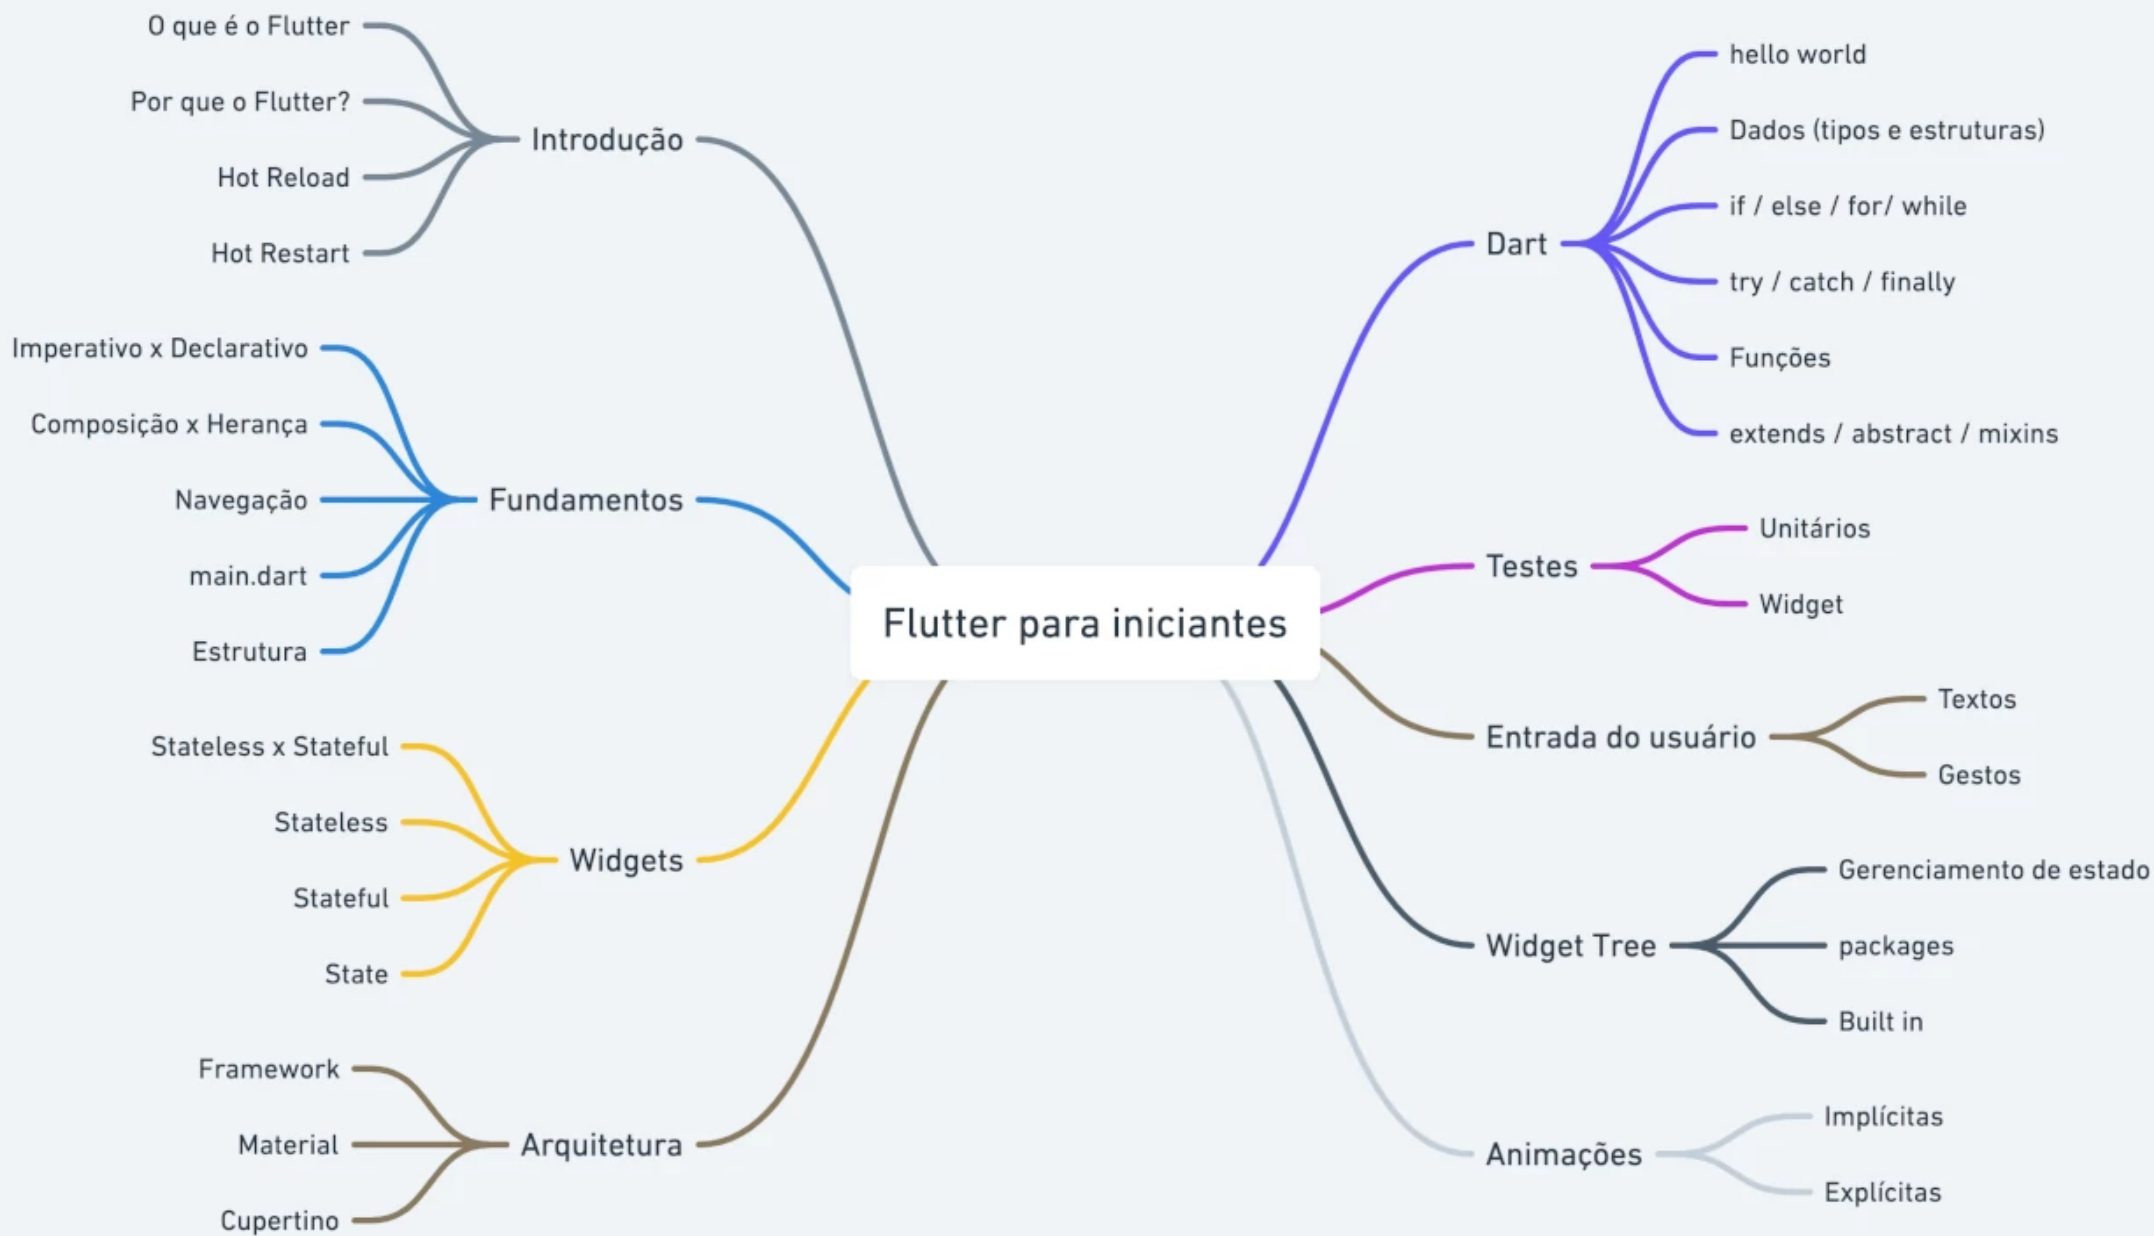 Flutter para iniciantes
Introdução
O que é o Flutter
Por que o Flutter?
Hot Reload
Hot Restart
Fundamentos
Imperativo x Declarativo
Composição x Herança
Navegação
main.dart
Estrutura
Widgets
Stateless x Stateful
Stateless
Stateful
State
Arquitetura
Framework
Material
Cupertino
Dart
hello world
Dados (tipos e estruturas)
if / else / for/ while
try / catch / finally
Funções
extends / abstract / mixins
Testes
Unitários
Widget
Entrada do usuário
Textos
Gestos
Widget Tree
Gerenciamento de estado
packages
Built in
Animações
Implícitas
Explícitas